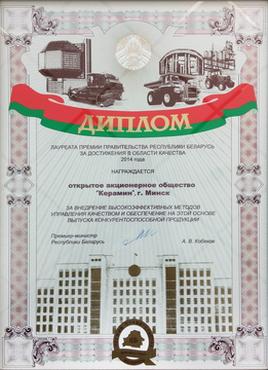 ДИПЛОМ
ЛАУРЕАТА ПРЕМИИ ПРАВИТЕЛЬСТВА РЕСПУБЛИКИ БЕЛАРУСЬ
ЗА ДОСТИЖЕНИЯ В ОБЛАСТИ КАЧЕСТВА
2014 года
НАГРАЖДАЕТСЯ
открытое акционерное общество
"Керамин", г. Минск
ЗА ВНЕДРЕНИЕ ВЫСОКОЭФФЕКТИВНЫХ МЕТОДОВ
УПРАВЛЕНИЯ КАЧЕСТВОМ И ОБЕСПЕЧЕНИЕ НА ЭТОЙ ОСНОВЕ
ВЫПУСКА КОНКУРЕНТОСПОСОБНОЙ ПРОДУКЦИИ
Премьер-министр
Республики Беларусь
А. В. Кобяков